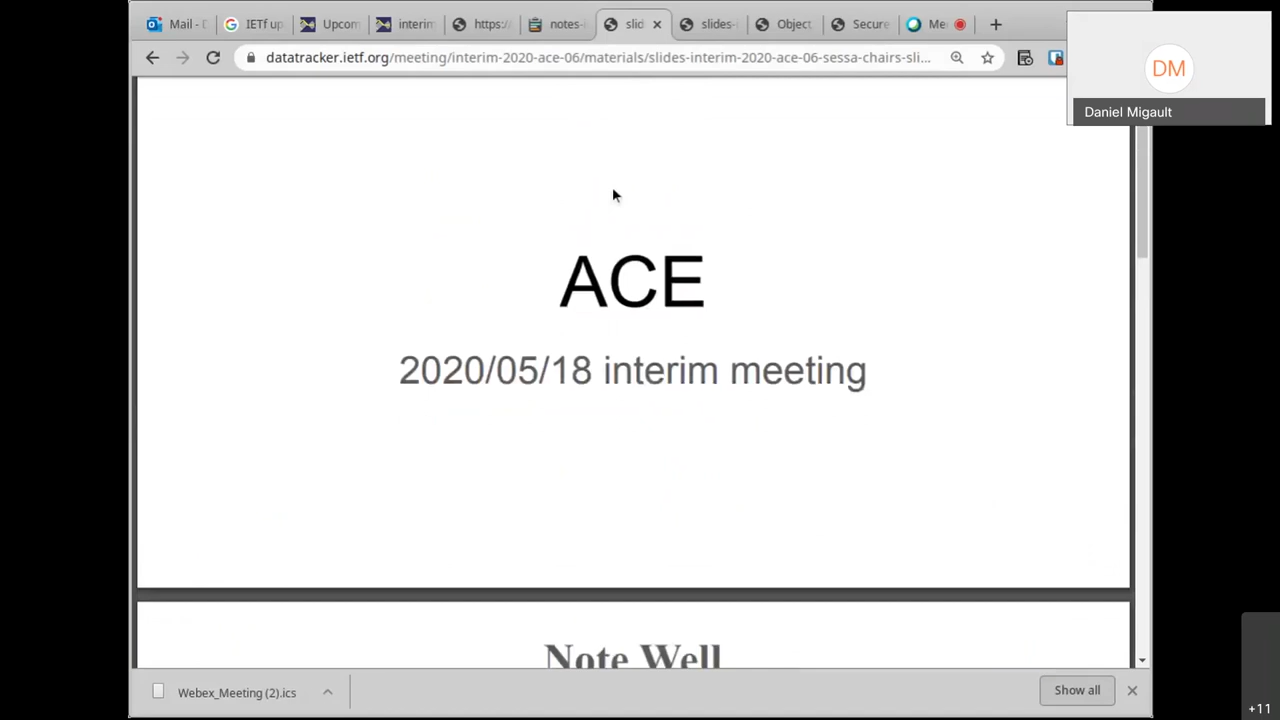 Mail - D
IETf up
Upcom
interim
https:/
notes-i
slid
slides-
Object
Secure
Me
datatracker.ietf.org/meeting/interim-2020-ace-06/materials/slides-interim-2020-ace-06-sessa-chairs-sli...
DM
Daniel Migault
ACE
2020/05/18 interim meeting
Note Well
Webex_Meeting (2).ics
Show all
+11